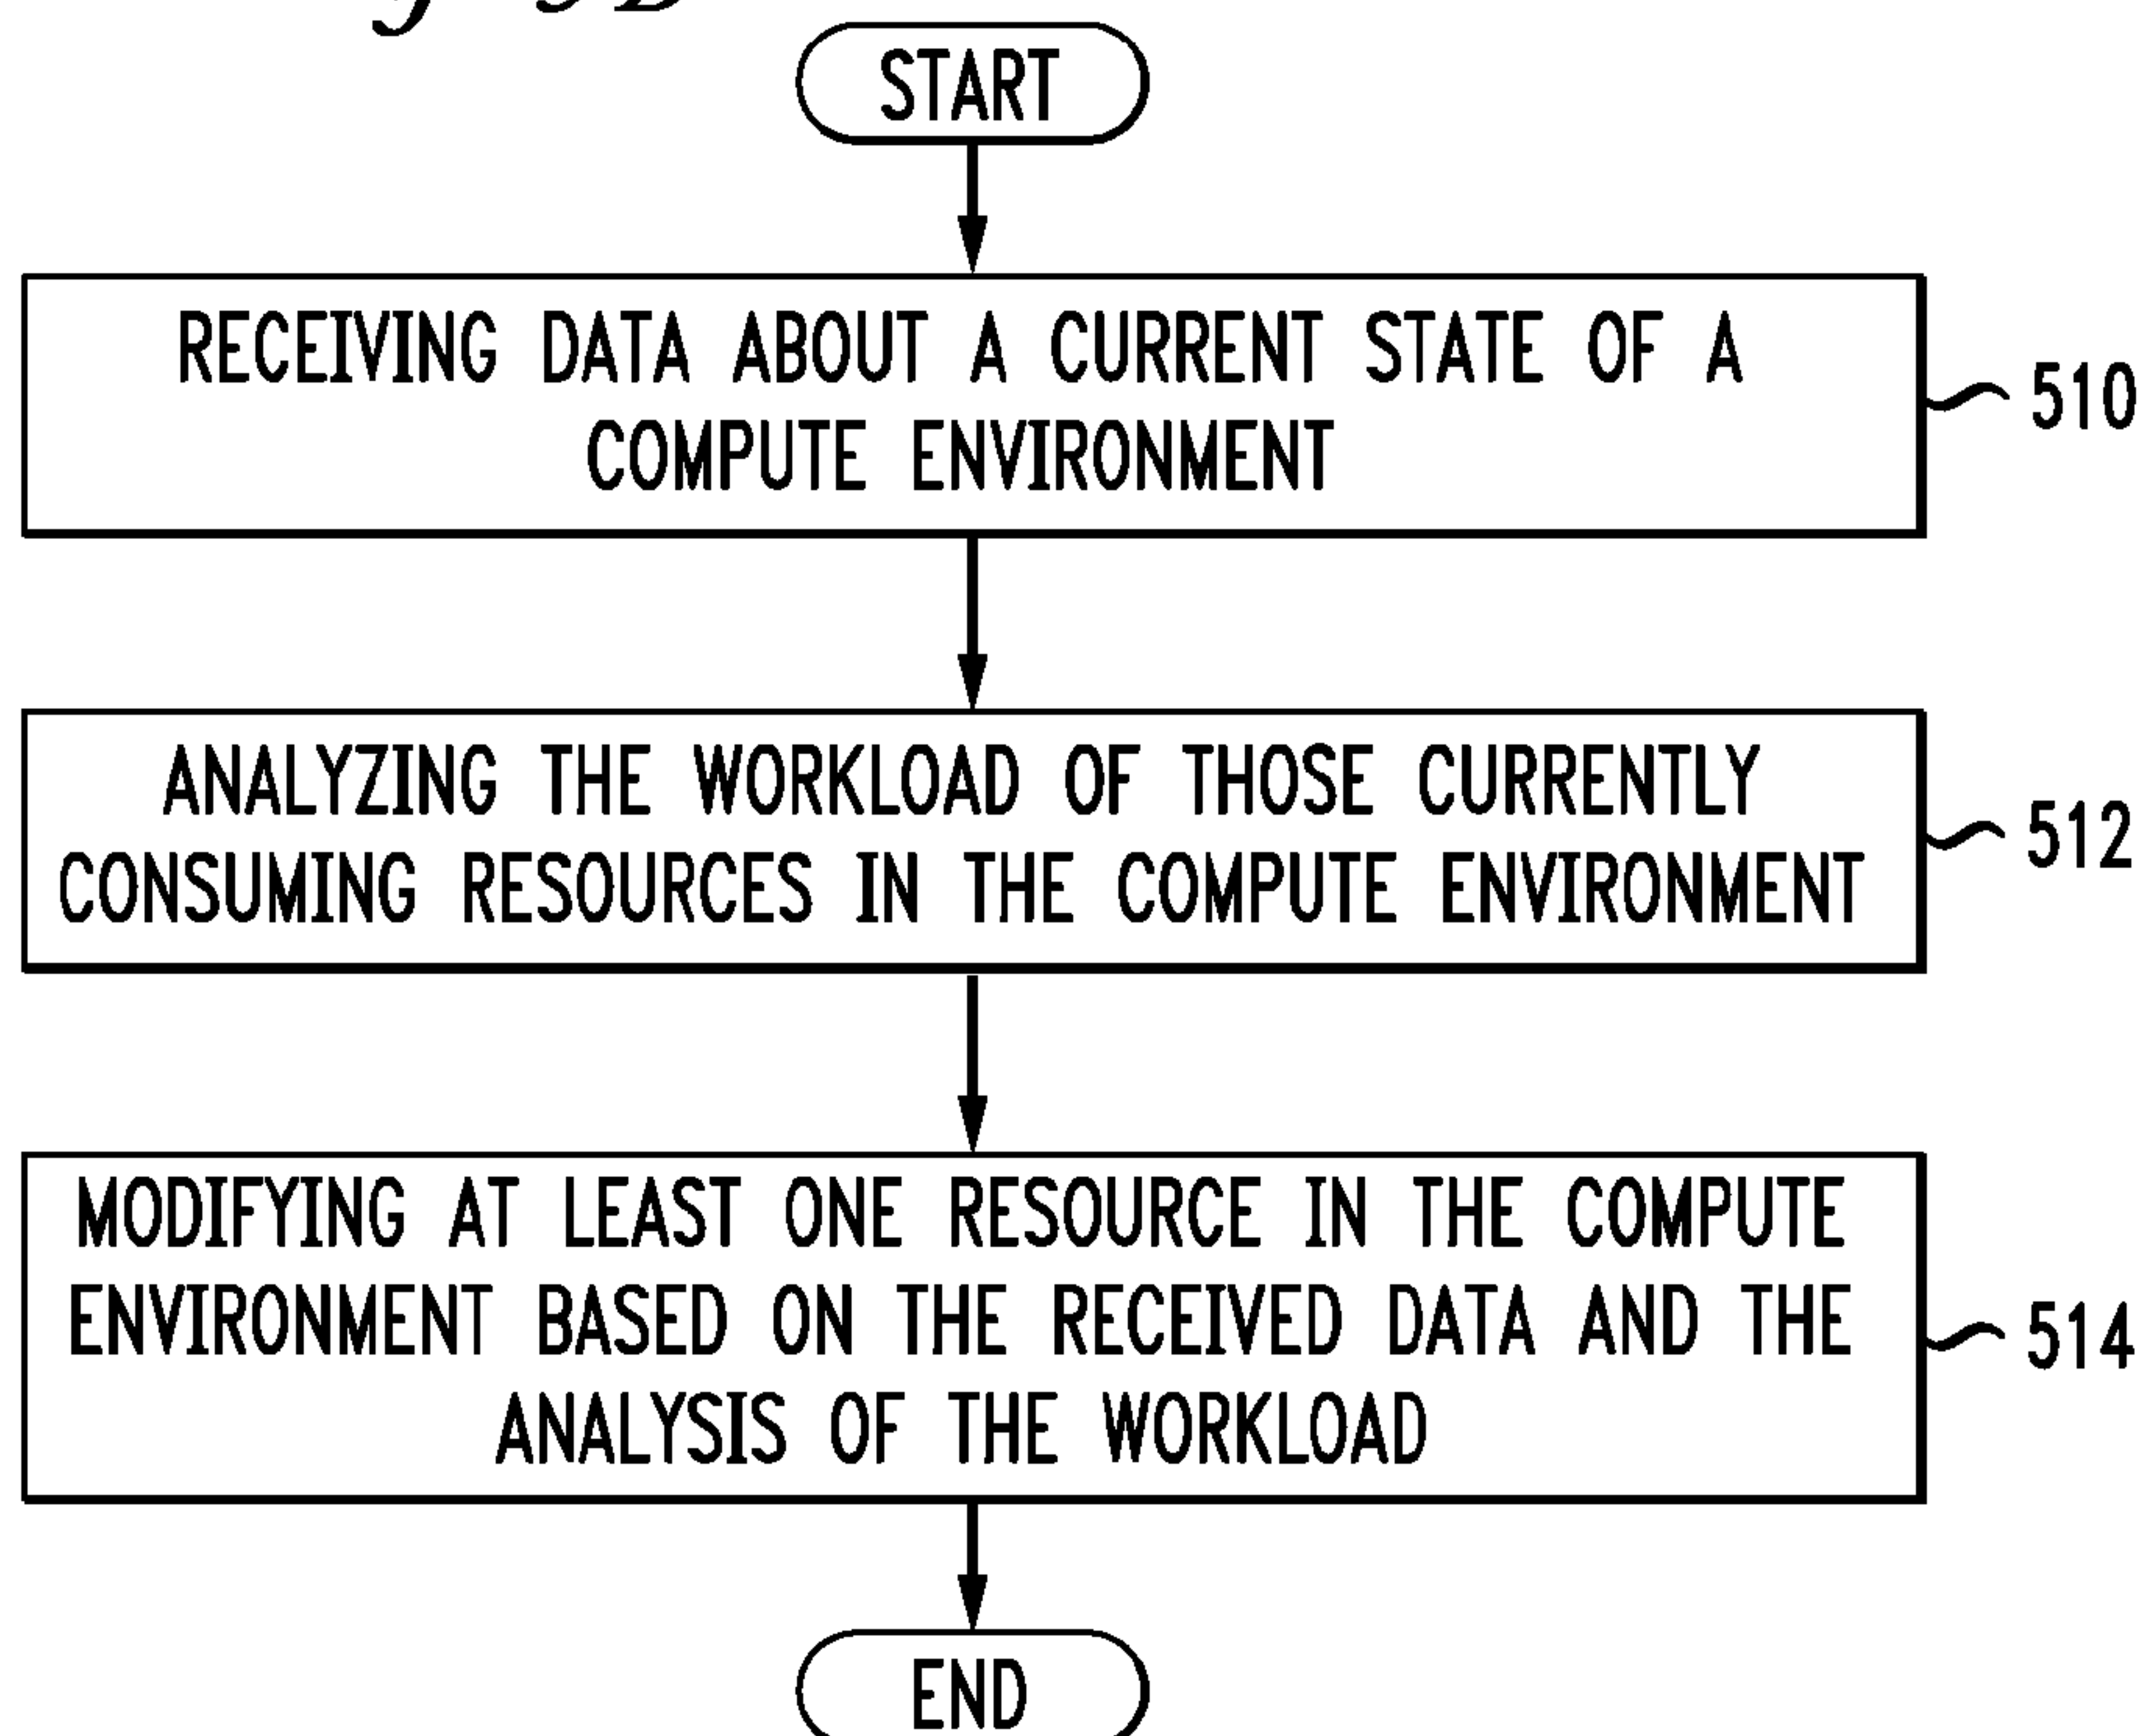 START
RECEIVING DATA ABOUT A CURRENT STATE OF A
COMPUTE ENVIRONMENT
510
ANALYZING THE WORKLOAD OF THOSE CURRENTLY
CONSUMING RESOURCES IN THE COMPUTE ENVIRONMENT
512
MODIFYING AT LEAST ONE RESOURCE IN THE COMPUTE
ENVIRONMENT BASED ON THE RECEIVED DATA AND THE
ANALYSIS OF THE WORKLOAD
514
END